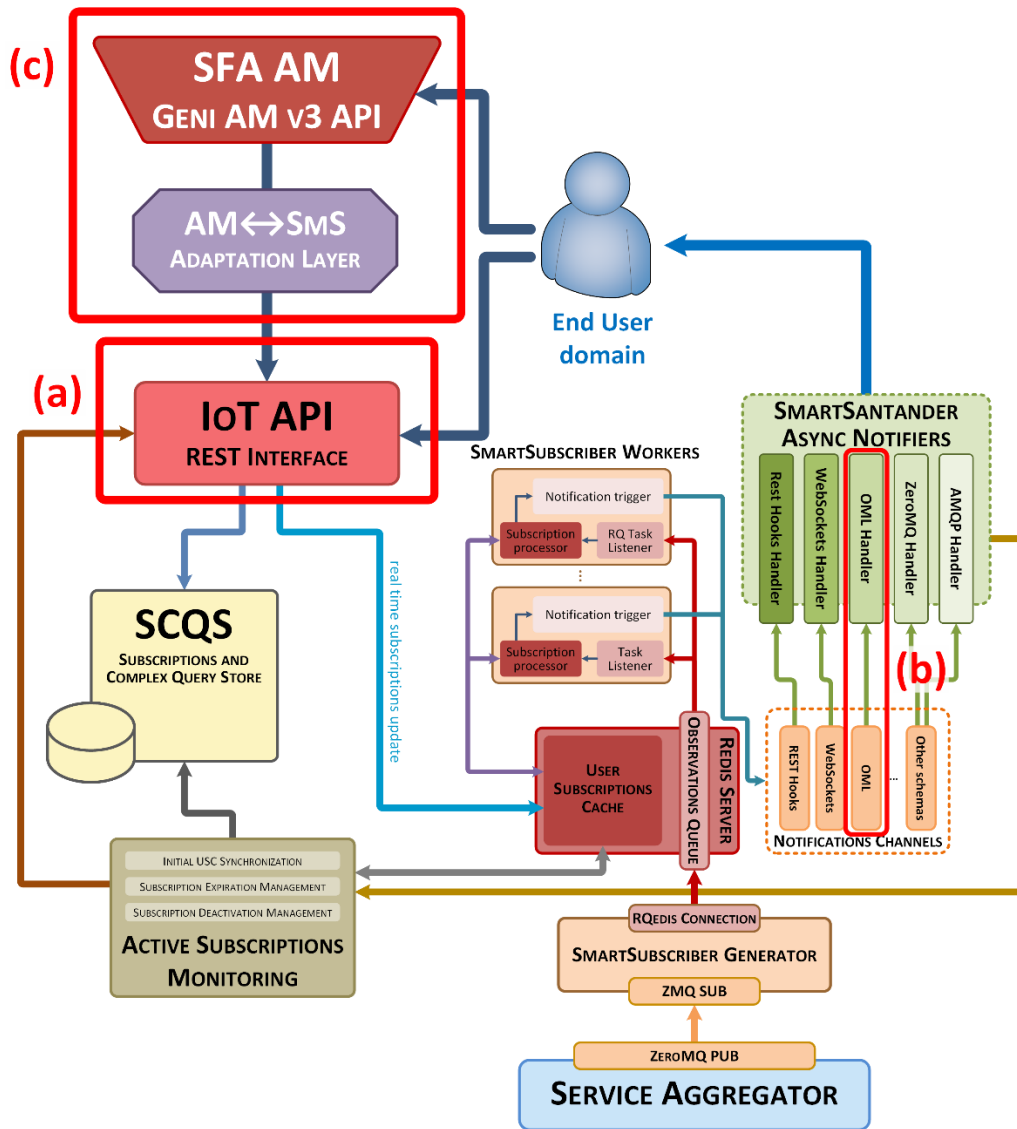 (c)
SFA AM
GENI AM V3 API
AM↔SMS
ADAPTATION LAYER
End User
domain
(a)
IOT API
REST INTERFACE
SMARTSANTANDER
ASYNC NOTIFIERS
Rest Hooks Handler
WebSockets Handler
OML Handler
ZeroMQ Handler
AMQP Handler
SMARTSUBSCRIBER WORKERS
Notification trigger
Subscription
processor
RQ Task
Listener
...
Notification trigger
Subscription
processor
Task
Listener
real time subscriptions update
SCQS
SUBSCRIPTIONS AND
COMPLEX QUERY STORE
(b)
REST Hooks
WebSockets
OML
...
Other schemas
NOTIFICATIONS CHANNELS
USER
SUBSCRIPTIONS
CACHE
OBSERVATIONS QUEUE
REDIS SERVER
INITIAL USC SYNCHRONIZATION
SUBSCRIPTION EXPIRATION MANAGEMENT
SUBSCRIPTION DEACTIVATION MANAGEMENT
ACTIVE SUBSCRIPTIONS
MONITORING
RQEDIS CONNECTION
SMARTSUBSCRIBER GENERATOR
ZMQ SUB
ZEROMQ PUB
SERVICE AGGREGATOR